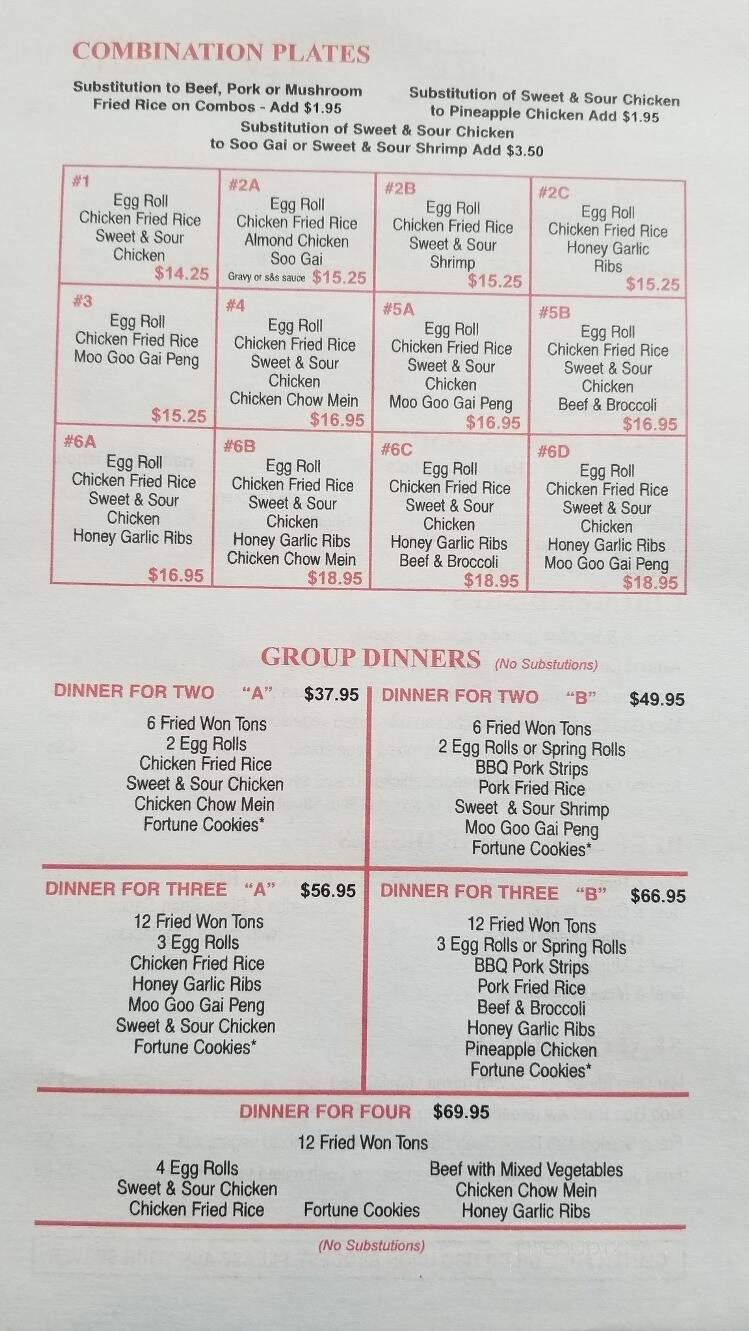 COMBINATION PLATES
Substitution to Beef, Pork or Mushroom
Fried Rice on Combos - Add $1.95
Substitution of Sweet & Sour Chicken
to Pineapple Chicken Add $1.95
Substitution of Sweet & Sour Chicken
to Soo Gai or Sweet & Sour Shrimp Add $3.50
#1
Egg Roll
Chicken Fried Rice
Sweet & Sour
Chicken
$14.25
#2A
Egg Roll
Chicken Fried Rice
Almond Chicken
Soo Gai
Gravy or s&s sauce $15.25
#2B
Egg Roll
Chicken Fried Rice
Sweet & Sour
Shrimp
$15.25
#2C
Egg Roll
Chicken Fried Rice
Honey Garlic
Ribs
$15.25
#3
Egg Roll
Chicken Fried Rice
Moo Goo Gai Peng
$15.25
#4
Egg Roll
Chicken Fried Rice
Sweet & Sour
Chicken
Chicken Chow Mein
$16.95
#5A
Egg Roll
Chicken Fried Rice
Sweet & Sour
Chicken
Moo Goo Gai Peng
$16.95
#5B
Egg Roll
Chicken Fried Rice
Sweet & Sour
Chicken
Beef & Broccoli
$16.95
#6A
Egg Roll
Chicken Fried Rice
Sweet & Sour
Chicken
Honey Garlic Ribs
$16.95
#6B
Egg Roll
Chicken Fried Rice
Sweet & Sour
Chicken
Honey Garlic Ribs
Chicken Chow Mein
$18.95
#6C
Egg Roll
Chicken Fried Rice
Sweet & Sour
Chicken
Honey Garlic Ribs
Beef & Broccoli
$18.95
#6D
Egg Roll
Chicken Fried Rice
Sweet & Sour
Chicken
Honey Garlic Ribs
Moo Goo Gai Peng
$18.95
GROUP DINNERS (No Substutions)
DINNER FOR TWO "A" $37.95
6 Fried Won Tons
2 Egg Rolls
Chicken Fried Rice
Sweet & Sour Chicken
Chicken Chow Mein
Fortune Cookies*
DINNER FOR TWO "B" $49.95
6 Fried Won Tons
2 Egg Rolls or Spring Rolls
BBQ Pork Strips
Pork Fried Rice
Sweet & Sour Shrimp
Moo Goo Gai Peng
Fortune Cookies*
DINNER FOR THREE "A" $56.95
12 Fried Won Tons
3 Egg Rolls
Chicken Fried Rice
Honey Garlic Ribs
Moo Goo Gai Peng
Sweet & Sour Chicken
Fortune Cookies*
DINNER FOR THREE "B" $66.95
12 Fried Won Tons
3 Egg Rolls or Spring Rolls
BBQ Pork Strips
Pork Fried Rice
Beef & Broccoli
Honey Garlic Ribs
Pineapple Chicken
Fortune Cookies*
DINNER FOR FOUR $69.95
12 Fried Won Tons
4 Egg Rolls
Sweet & Sour Chicken
Chicken Fried Rice
Fortune Cookies
Beef with Mixed Vegetables
Chicken Chow Mein
Honey Garlic Ribs
(No Substutions)